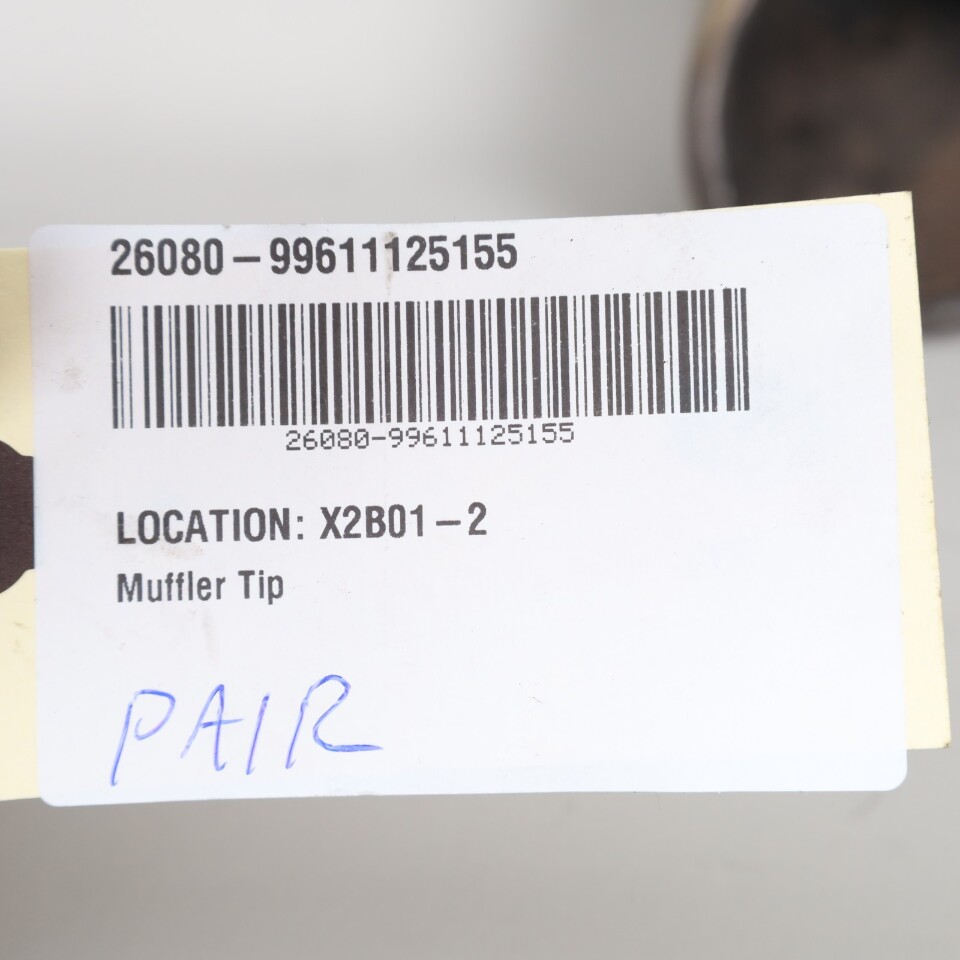 26080-99611125155
26080-99611125155
LOCATION: X2B01-2
Muffler Tip
PAIR